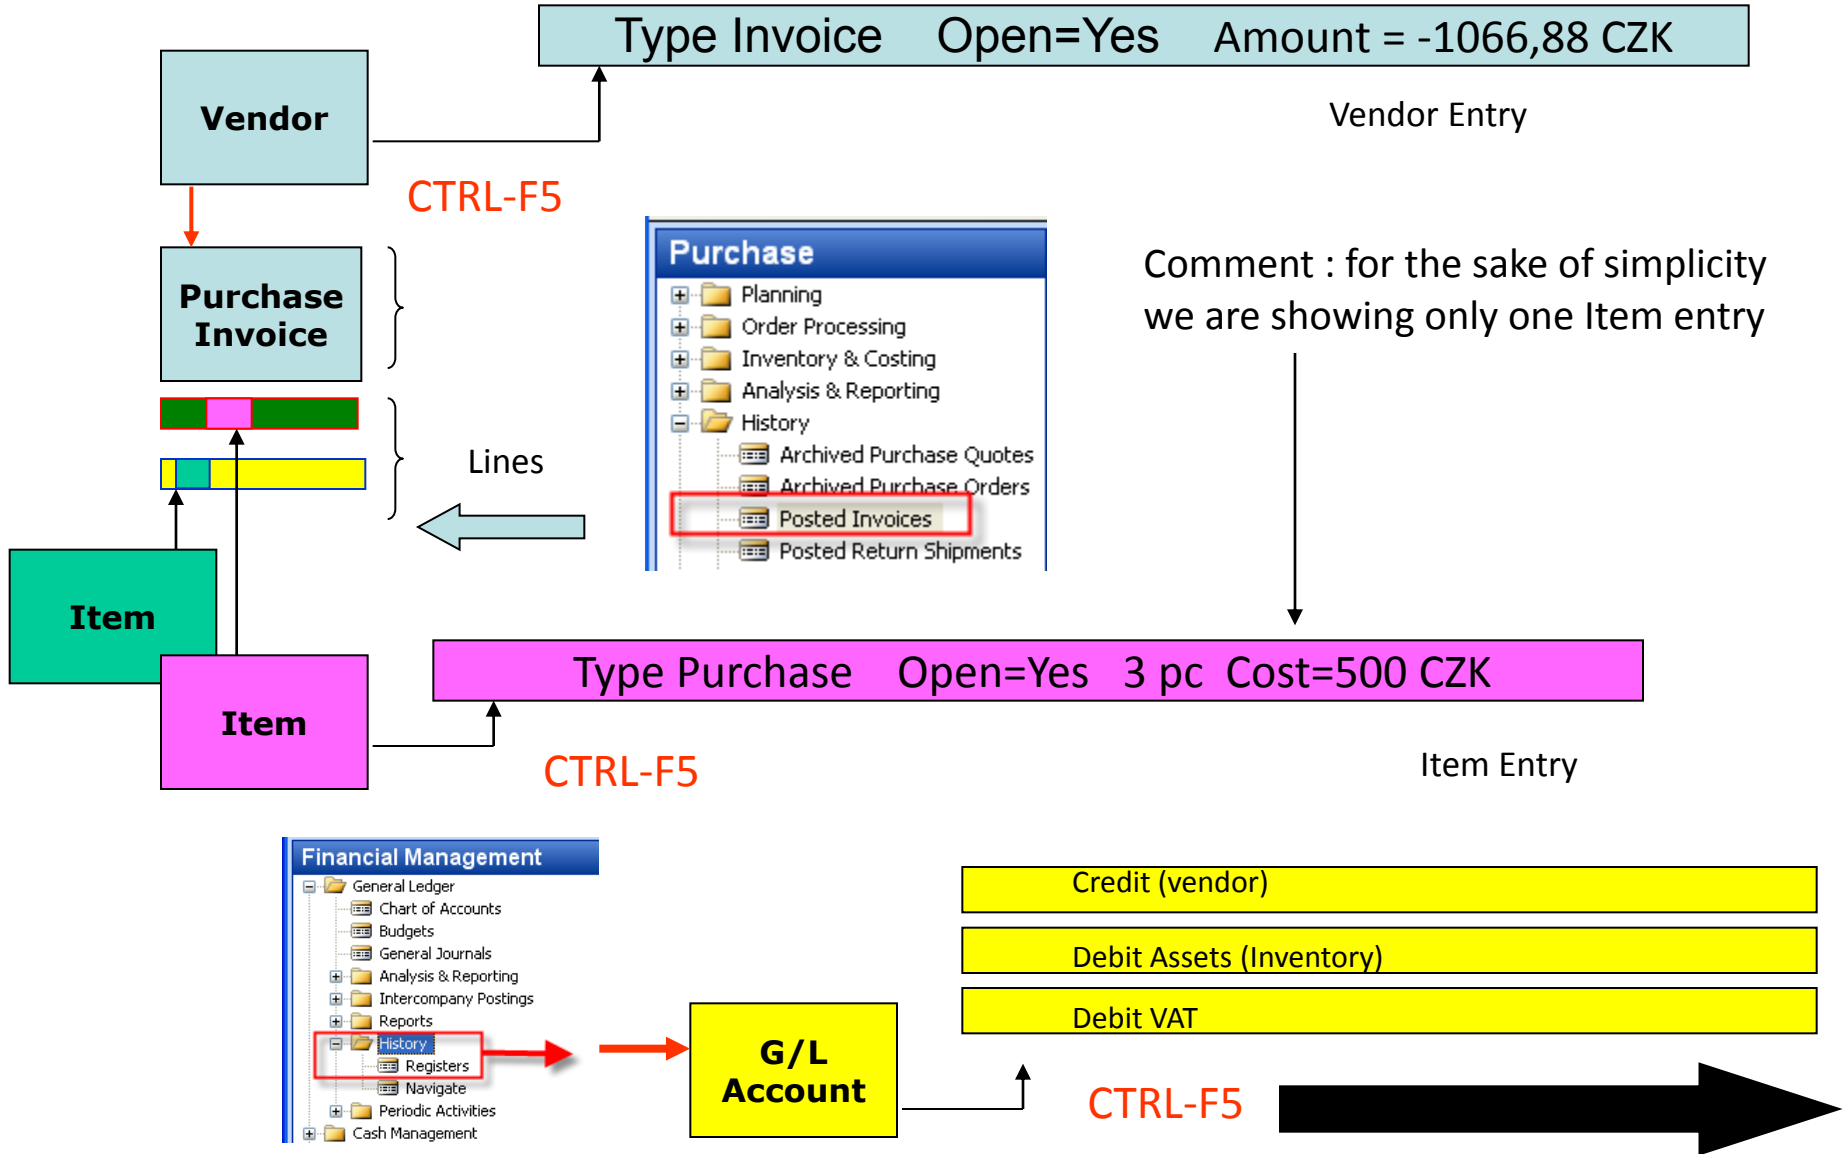 Type Invoice Open=Yes Amount = -1066,88 CZK
Vendor
Vendor Entry
CTRL-F5
Purchase
Invoice
Purchase
Planning
Order Processing
Inventory & Costing
Analysis & Reporting
History
Archived Purchase Quotes
Archived Purchase Orders
Posted Invoices
Posted Return Shipments
Comment : for the sake of simplicity
we are showing only one Item entry
Lines
Item
Item
Type Purchase Open=Yes 3 pc Cost=500 CZK
CTRL-F5
Item Entry
Financial Management
General Ledger
Chart of Accounts
Budgets
General Journals
Analysis & Reporting
Intercompany Postings
Reports
History
Registers
Navigate
Periodic Activities
Cash Management
G/L
Account
Credit (vendor)
Debit Assets (Inventory)
Debit VAT
CTRL-F5